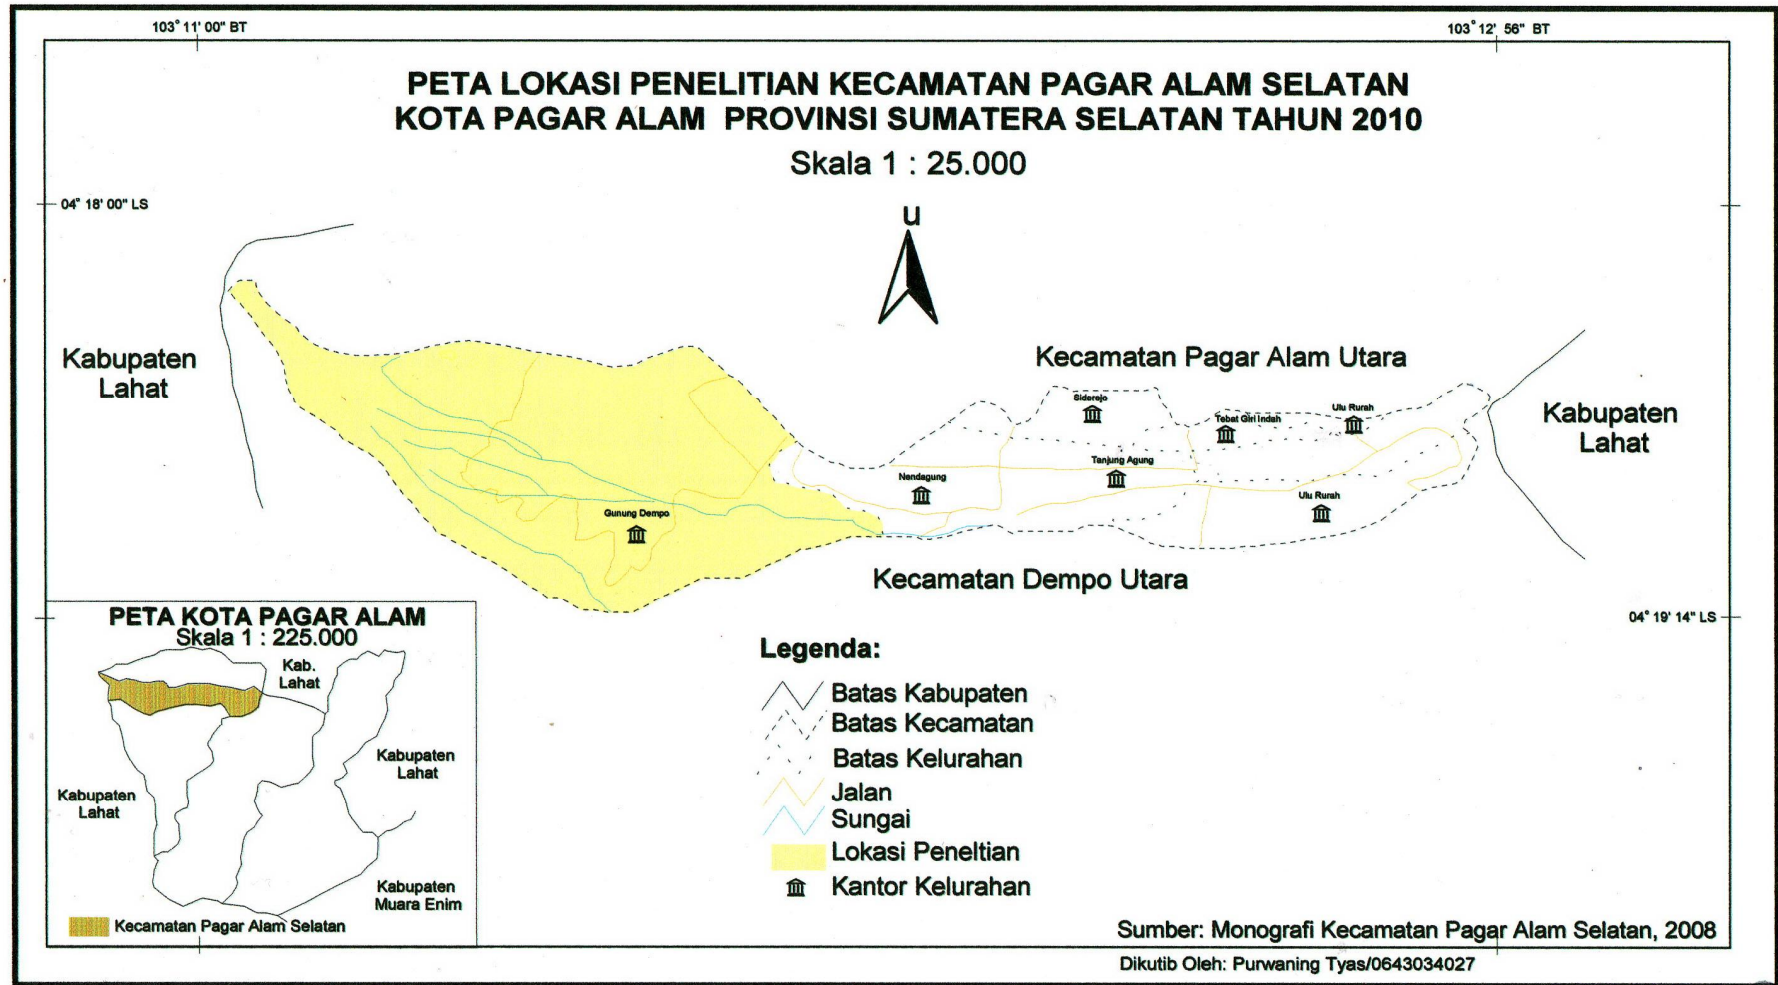 103° 11' 00" BT
103° 12' 56" BT
PETA LOKASI PENELITIAN KECAMATAN PAGAR ALAM SELATAN
KOTA PAGAR ALAM PROVINSI SUMATERA SELATAN TAHUN 2010
Skala 1 : 25.000
04° 18' 00" LS
u
Kabupaten
Lahat
Kecamatan Pagar Alam Utara
Siderejo
Tebat Giri Indah
Ulu Rurah
Kabupaten
Lahat
Nendagung
Tanjung Agung
Ulu Rurah
Gunung Dempo
Kecamatan Dempo Utara
04° 19' 14" LS
PETA KOTA PAGAR ALAM
Skala 1 : 225.000
Kab.
Lahat
Kabupaten
Lahat
Kabupaten
Lahat
Kabupaten
Muara Enim
Kecamatan Pagar Alam Selatan
Legenda:
Batas Kabupaten
Batas Kecamatan
Batas Kelurahan
Jalan
Sungai
Lokasi Peneltian
Kantor Kelurahan
Sumber: Monografi Kecamatan Pagar Alam Selatan, 2008
Dikutib Oleh: Purwaning Tyas/0643034027